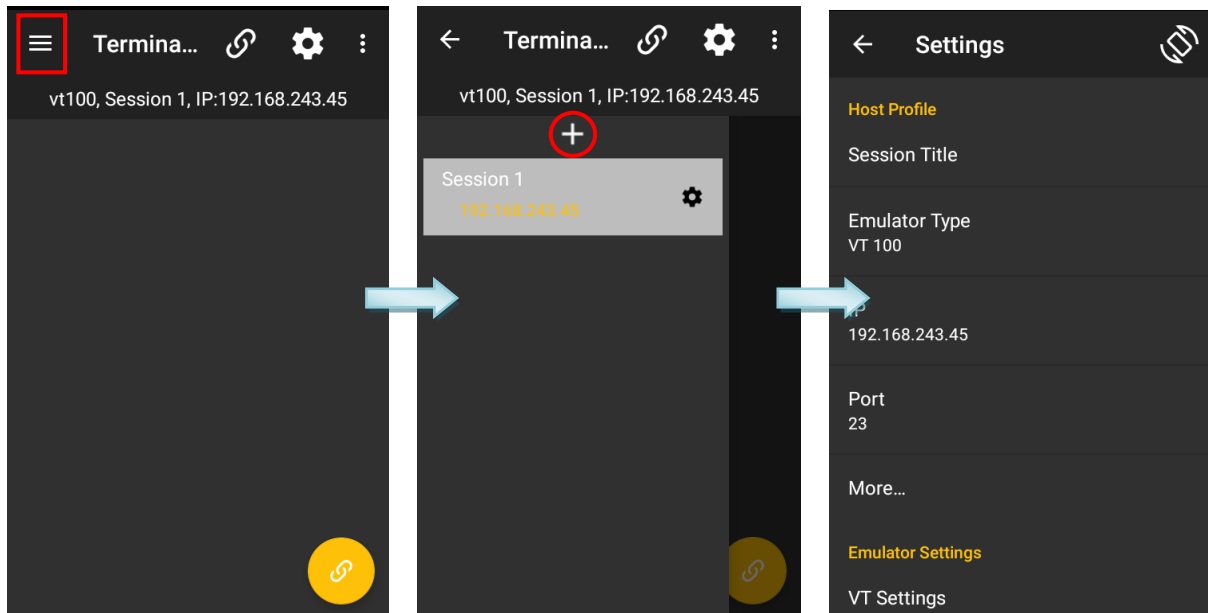 Termina...
vt100, Session 1, IP:192.168.243.45
Termina...
vt100, Session 1, IP:192.168.243.45
Session 1
192.168.243.45
Settings
Host Profile
Session Title
Emulator Type
VT 100
IP
192.168.243.45
Port
23
More...
Emulator Settings
VT Settings